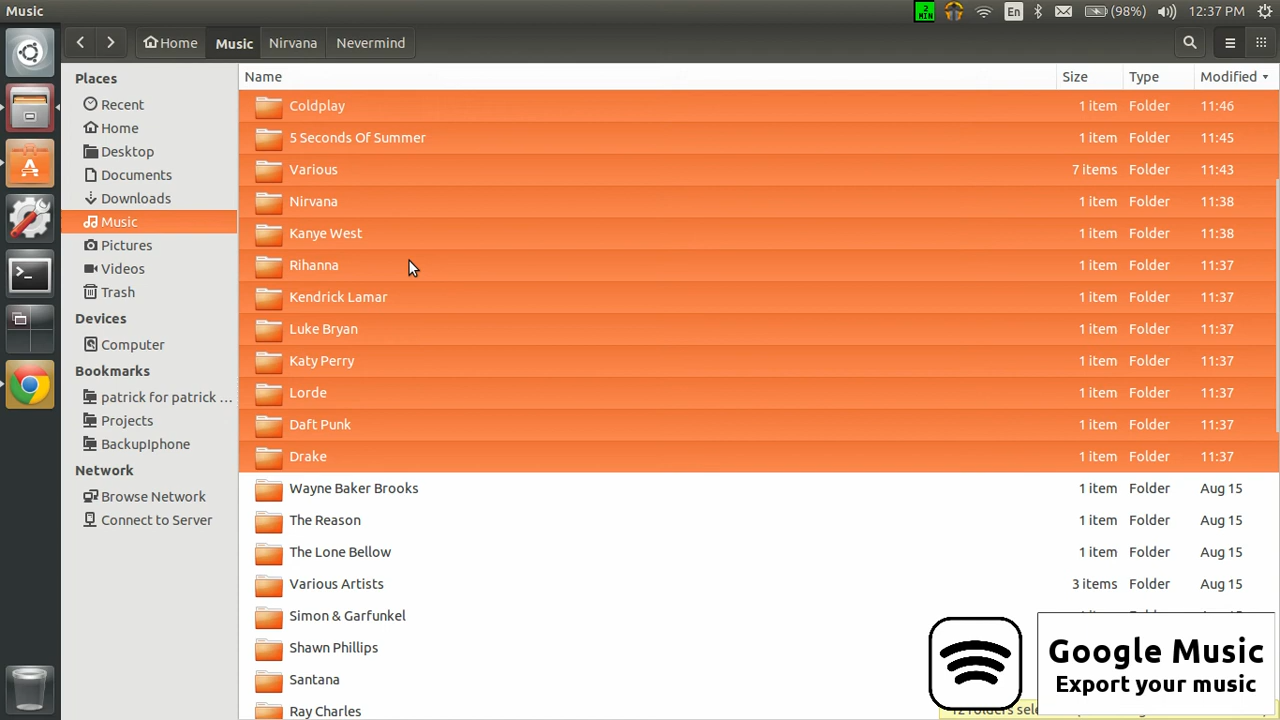 Music
2 MIN
En
(98%)
12:37 PM
Home
Music
Nirvana
Nevermind
Places
Recent
Home
Desktop
Documents
Downloads
Music
Pictures
Videos
Trash
Devices
Computer
Bookmarks
patrick for patrick ...
Projects
BackupIphone
Network
Browse Network
Connect to Server
Name Size Type Modified
Coldplay 1 item Folder 11:46
5 Seconds Of Summer 1 item Folder 11:45
Various 7 items Folder 11:43
Nirvana 1 item Folder 11:38
Kanye West 1 item Folder 11:38
Rihanna 1 item Folder 11:37
Kendrick Lamar 1 item Folder 11:37
Luke Bryan 1 item Folder 11:37
Katy Perry 1 item Folder 11:37
Lorde 1 item Folder 11:37
Daft Punk 1 item Folder 11:37
Drake 1 item Folder 11:37
Wayne Baker Brooks 1 item Folder Aug 15
The Reason 1 item Folder Aug 15
The Lone Bellow 1 item Folder Aug 15
Various Artists 3 items Folder Aug 15
Simon & Garfunkel
Shawn Phillips
Santana
Ray Charles
Google Music
Export your music